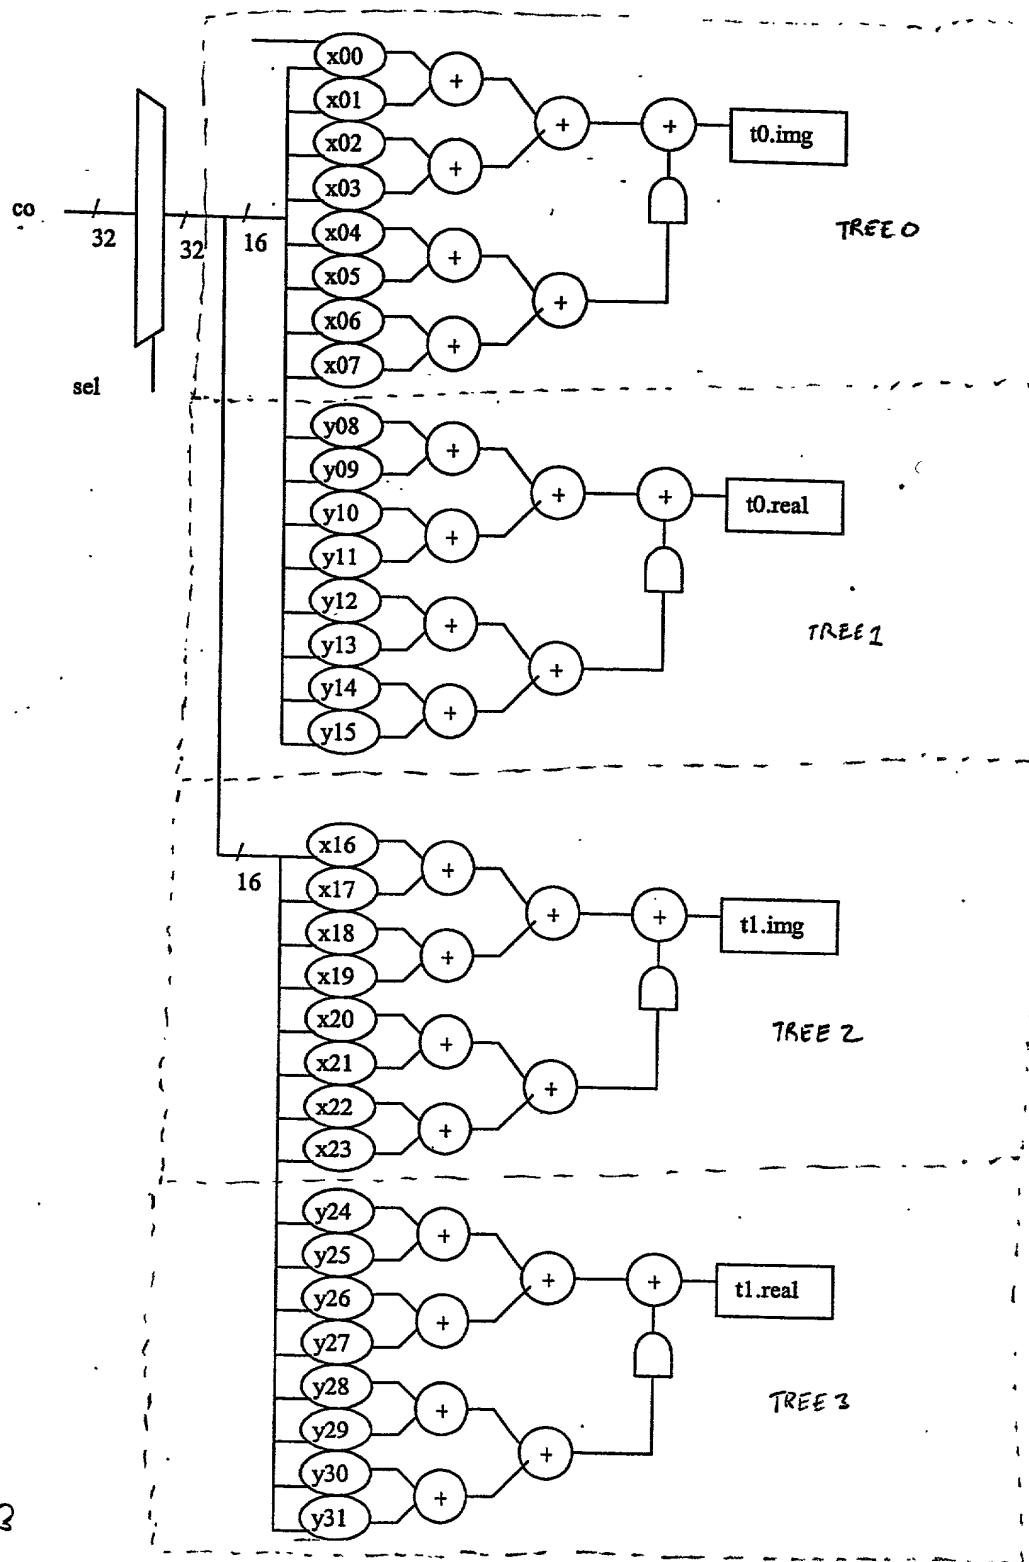 x00
+
x01
+
+
t0.img
x02
+
x03
co
32
32
16
x04
TREE 0
+
x05
+
x06
+
x07
sel
y08
+
y09
+
+
t0.real
y10
+
y11
y12
+
TREE 1
y13
+
y14
+
y15
x16
+
16
x17
+
+
t1.img
x18
+
x19
x20
+
TREE 2
x21
+
x22
+
x23
y24
+
y25
+
+
t1.real
y26
+
y27
y28
+
TREE 3
y29
+
y30
+
y31
3